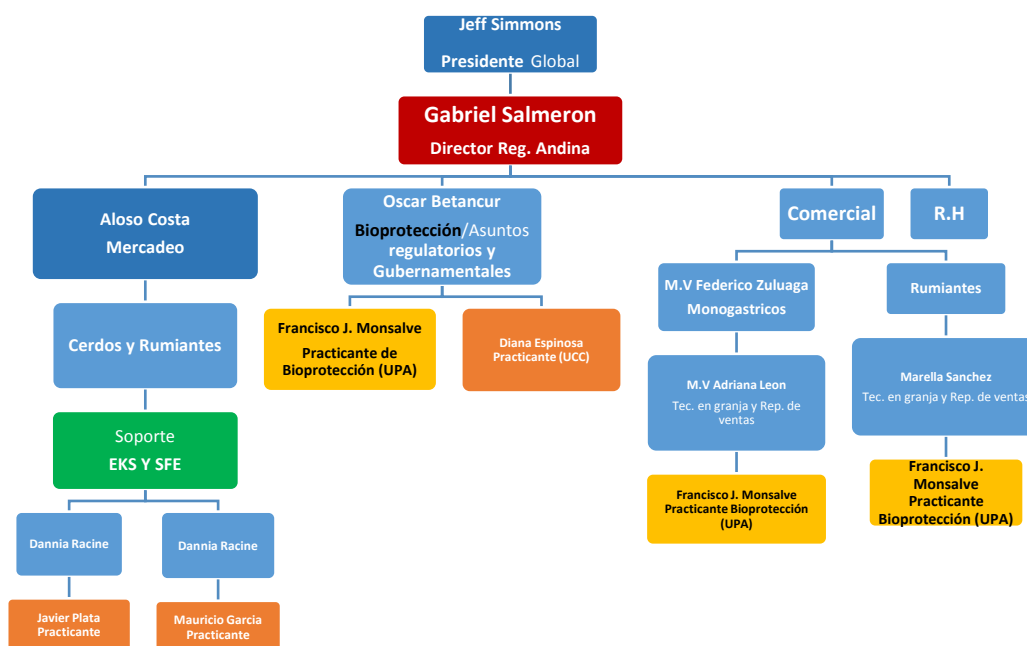 Jeff Simmons
Presidente Global
Gabriel Salmeron
Director Reg. Andina
Aloso Costa
Mercadeo
Oscar Betancur
Bioprotección/Asuntos
regulatorios y
Gubernamentales
Comercial
R.H
Cerdos y Rumiantes
Francisco J. Monsalve
Practicante de
Bioprotección (UPA)
Diana Espinosa
Practicante (UCC)
M.V Federico Zuluaga
Monogastricos
Rumiantes
M.V Adriana Leon
Tec. en granja y Rep. de
ventas
Marella Sanchez
Tec. en granja y Rep. de ventas
Soporte
EKS Y SFE
Francisco J. Monsalve
Practicante Bioprotección
(UPA)
Francisco J.
Monsalve
Practicante
Bioprotección (UPA)
Dannia Racine
Dannia Racine
Javier Plata
Practicante
Mauricio Garcia
Practicante